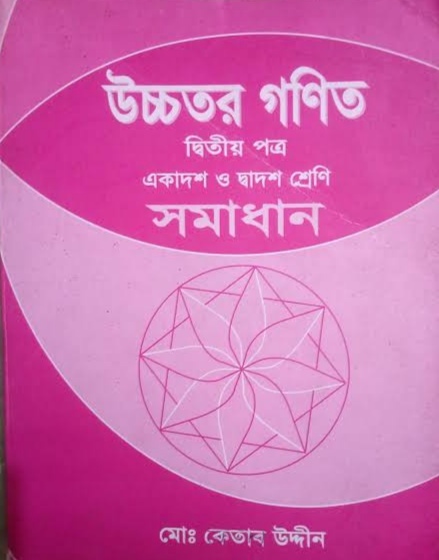 উচ্চতর গণিত
দ্বিতীয় পত্র
একাদশ ও দ্বাদশ শ্রেণি
সমাধান
মোঃ কেতাব উদ্দীন